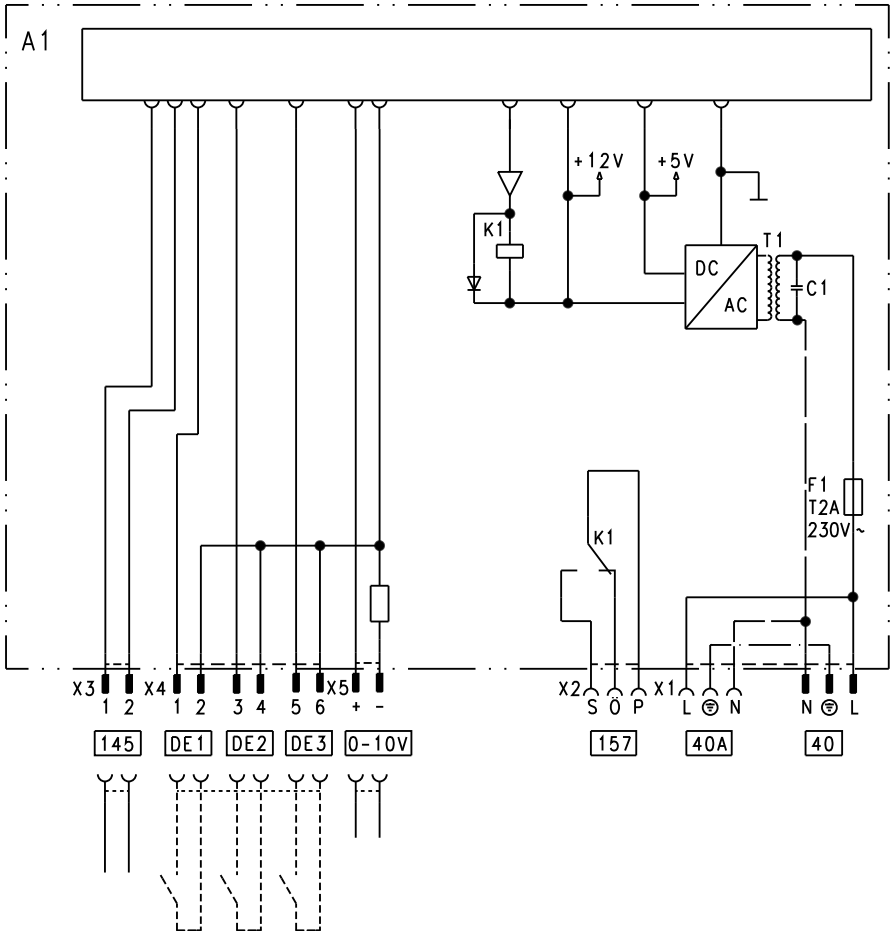 A1
+12V +5V
K1
T1
DC
AC
C1
F1
T2A
230V ~
K1
X3 X4 X5 X2 X1
1 2 1 2 3 4 5 6 + - S Ö P L N N L
145 DE1 DE2 DE3 0-10V 157 40A 40